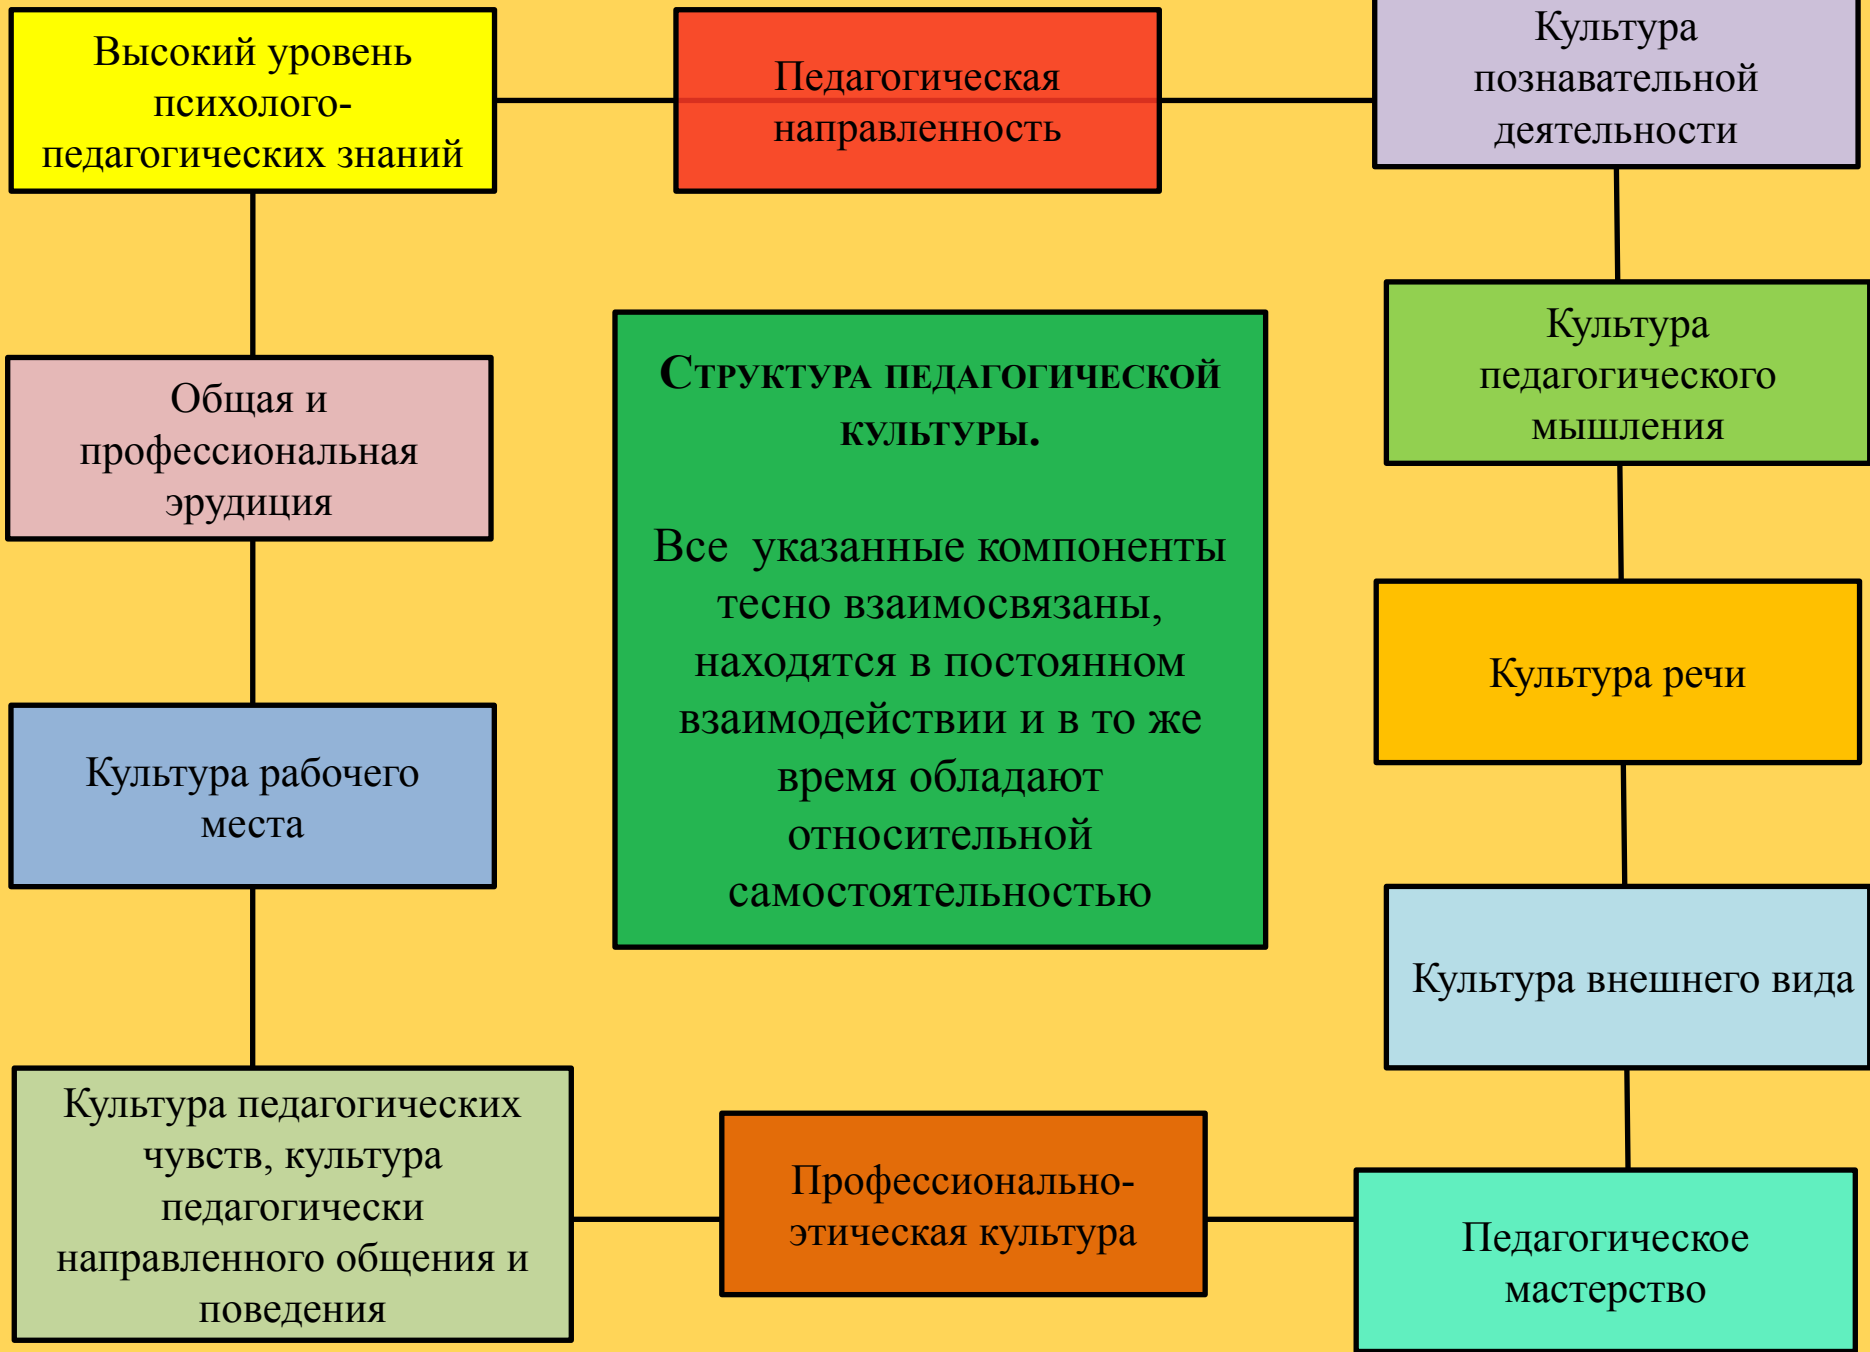 Высокий уровень
психолого-
педагогических знаний
Педагогическая
направленность
Культура
познавательной
деятельности
Общая и
профессиональная
эрудиция
СТРУКТУРА ПЕДАГОГИЧЕСКОЙ
КУЛЬТУРЫ.
Все указанные компоненты
тесно взаимосвязаны,
находятся в постоянном
взаимодействии и в то же
время обладают
относительной
самостоятельностью
Культура
педагогического
мышления
Культура рабочего
места
Культура речи
Культура внешнего вида
Культура педагогических
чувств, культура
педагогически
направленного общения и
поведения
Профессионально-
этическая культура
Педагогическое
мастерство